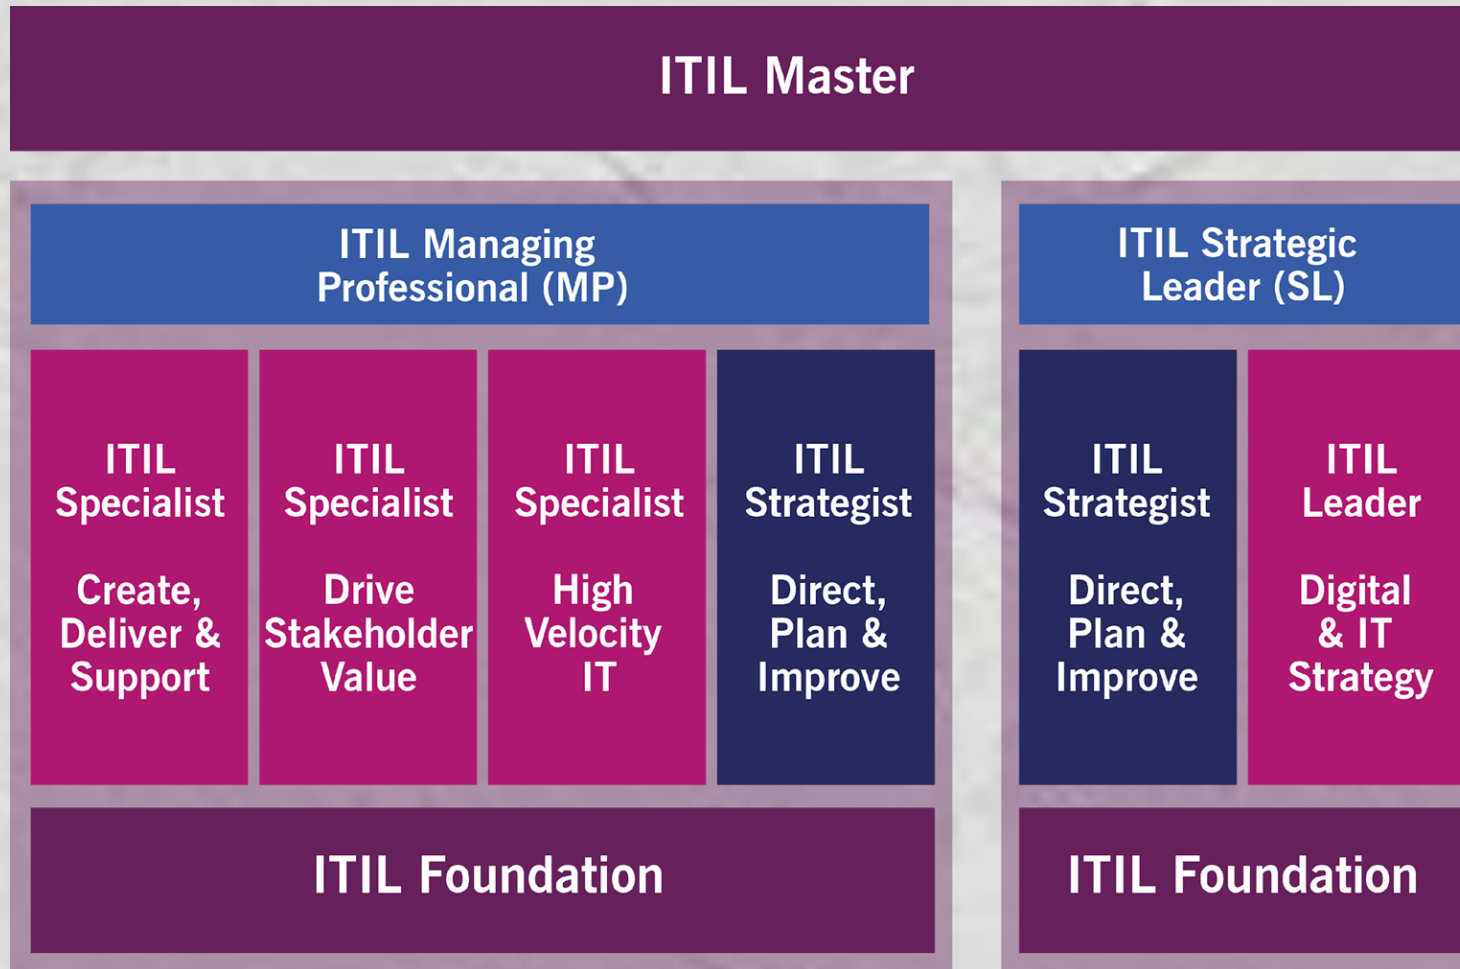 ITIL Master
ITIL Managing
Professional (MP)
ITIL
Specialist
Create,
Deliver &
Support
ITIL
Specialist
Drive
Stakeholder
Value
ITIL
Specialist
High
Velocity
IT
ITIL
Strategist
Direct,
Plan &
Improve
ITIL Foundation
ITIL Strategic
Leader (SL)
ITIL
Strategist
Direct,
Plan &
Improve
ITIL
Leader
Digital
& IT
Strategy
ITIL Foundation